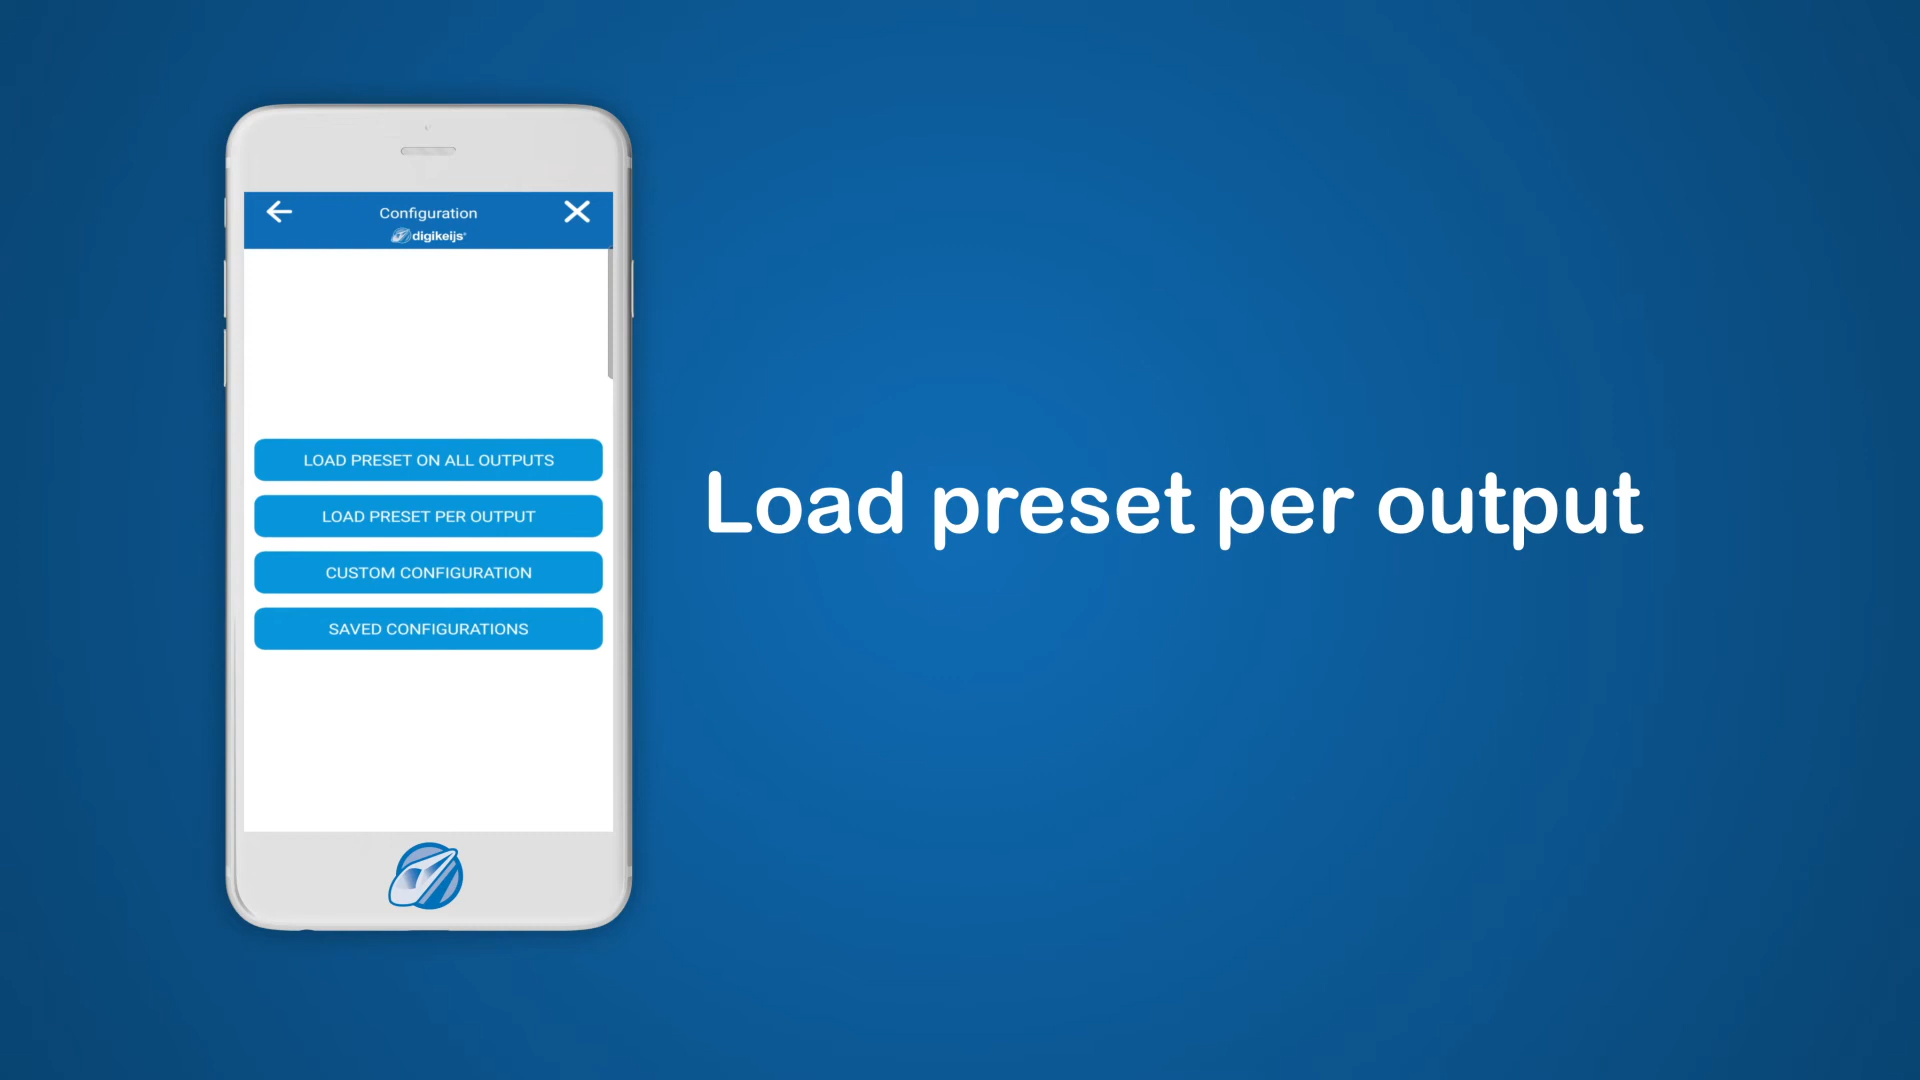 Configuration
digikeijs®
LOAD PRESET ON ALL OUTPUTS
LOAD PRESET PER OUTPUT
CUSTOM CONFIGURATION
SAVED CONFIGURATIONS
Load preset per output